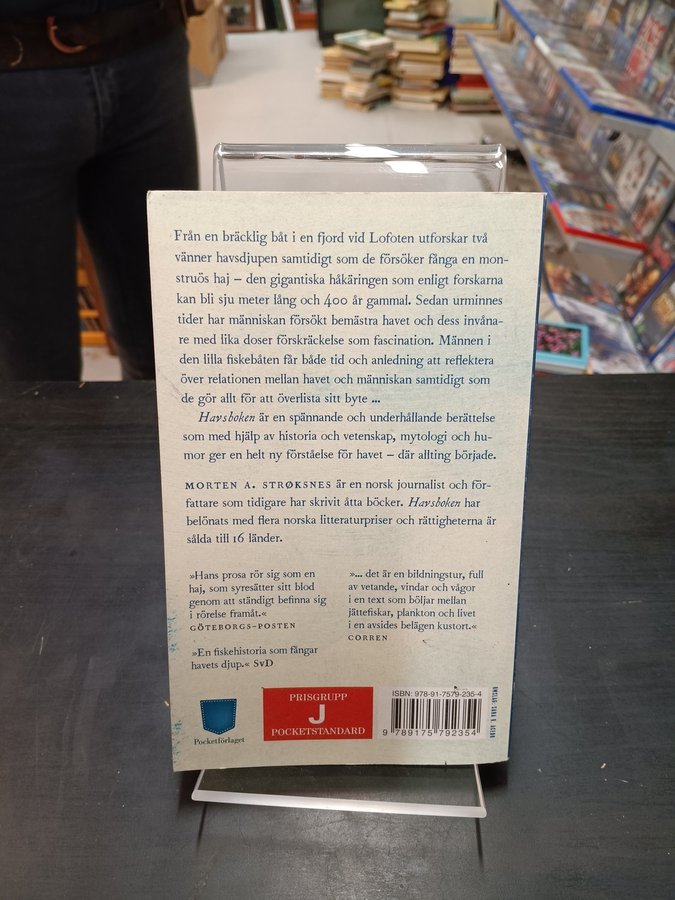 Från en bräcklig båt i en fjord vid Lofoten utforskar två
vänner havsdjupen samtidigt som de försöker fånga en mon-
struös haj – den gigantiska håkäringen som enligt forskarna
kan bli sju meter lång och 400 år gammal. Sedan urminnes
tider har människan försökt bemästra havet och dess invåna-
re med lika doser förskräckelse som fascination. Männen i
den lilla fiskebåten får både tid och anledning att reflektera
över relationen mellan havet och människan samtidigt som
de gör allt för att överlista sitt byte ...
Havsboken är en spännande och underhållande berättelse
som med hjälp av historia och vetenskap, mytologi och hu-
mor ger en helt ny förståelse för havet – där allting började.
MORTEN A. STRØKSNES är en norsk journalist och för-
fattare som tidigare har skrivit åtta böcker. Havsboken har
belönats med flera norska litteraturpriser och rättigheterna är
sålda till 16 länder.
»Hans prosa rör sig som en
haj, som syresätter sitt blod
genom att ständigt befinna sig
i rörelse framåt.«
GÖTEBORGS-POSTEN
»En fiskehistoria som fångar
havets djup.« SvD
»... det är en bildningstur, full
av vetande, vindar och vågor
i en text som böljar mellan
jättefiskar, plankton och livet
i en avsides belägen kustort.«
CORREN
Pocketförlaget
PRISGRUPP
J
POCKETSTANDARD
ISBN: 978-91-7579-235-4
9 789175 792354